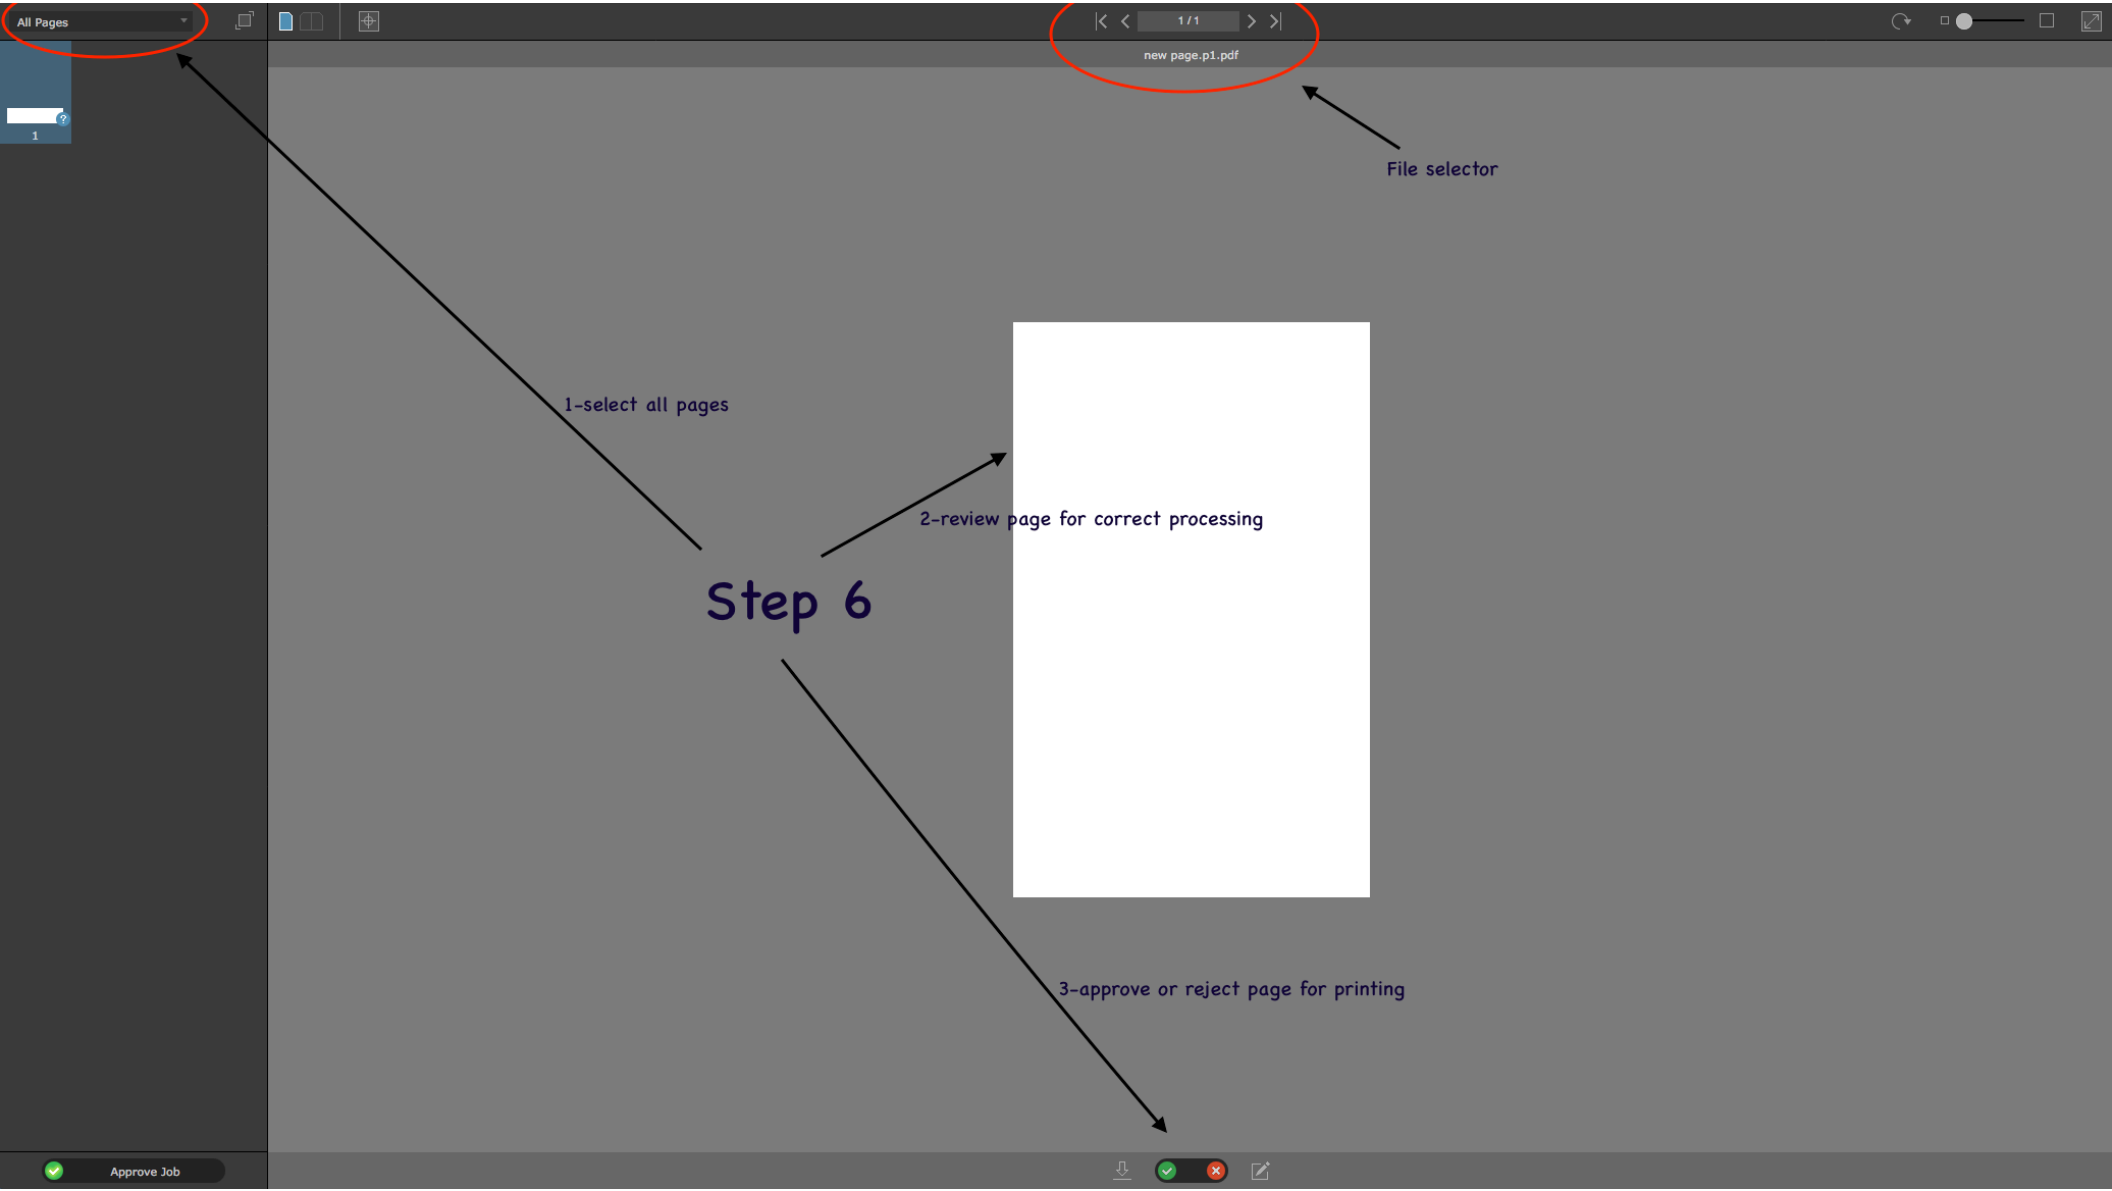 All Pages
1 / 1
new page.p1.pdf
?
1
File selector
1-select all pages
2-review page for correct processing
Step 6
3-approve or reject page for printing
Approve Job